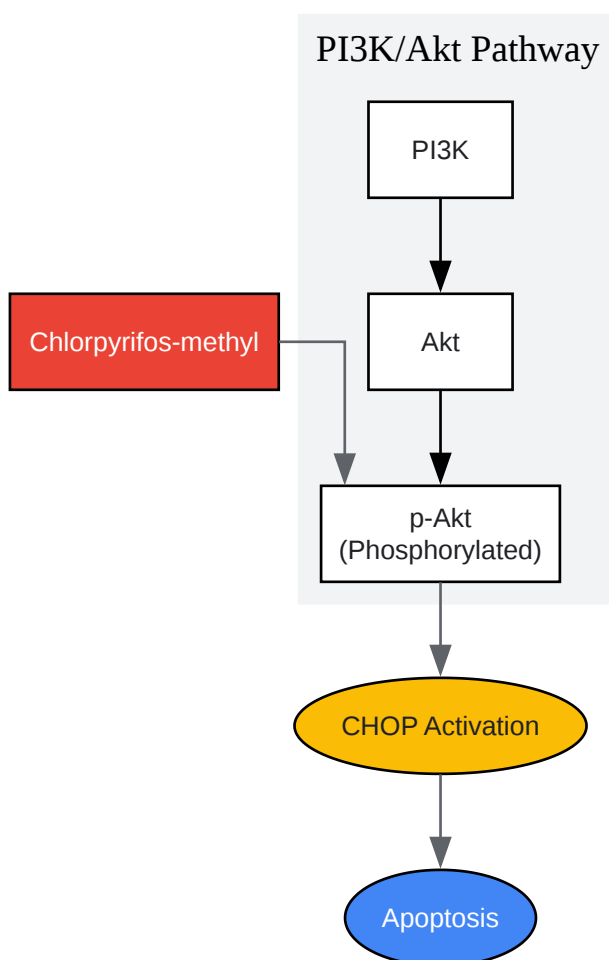 PI3K/Akt Pathway
PI3K
Chlorpyrifos-methyl
Akt
p-Akt
(Phosphorylated)
CHOP Activation
Apoptosis